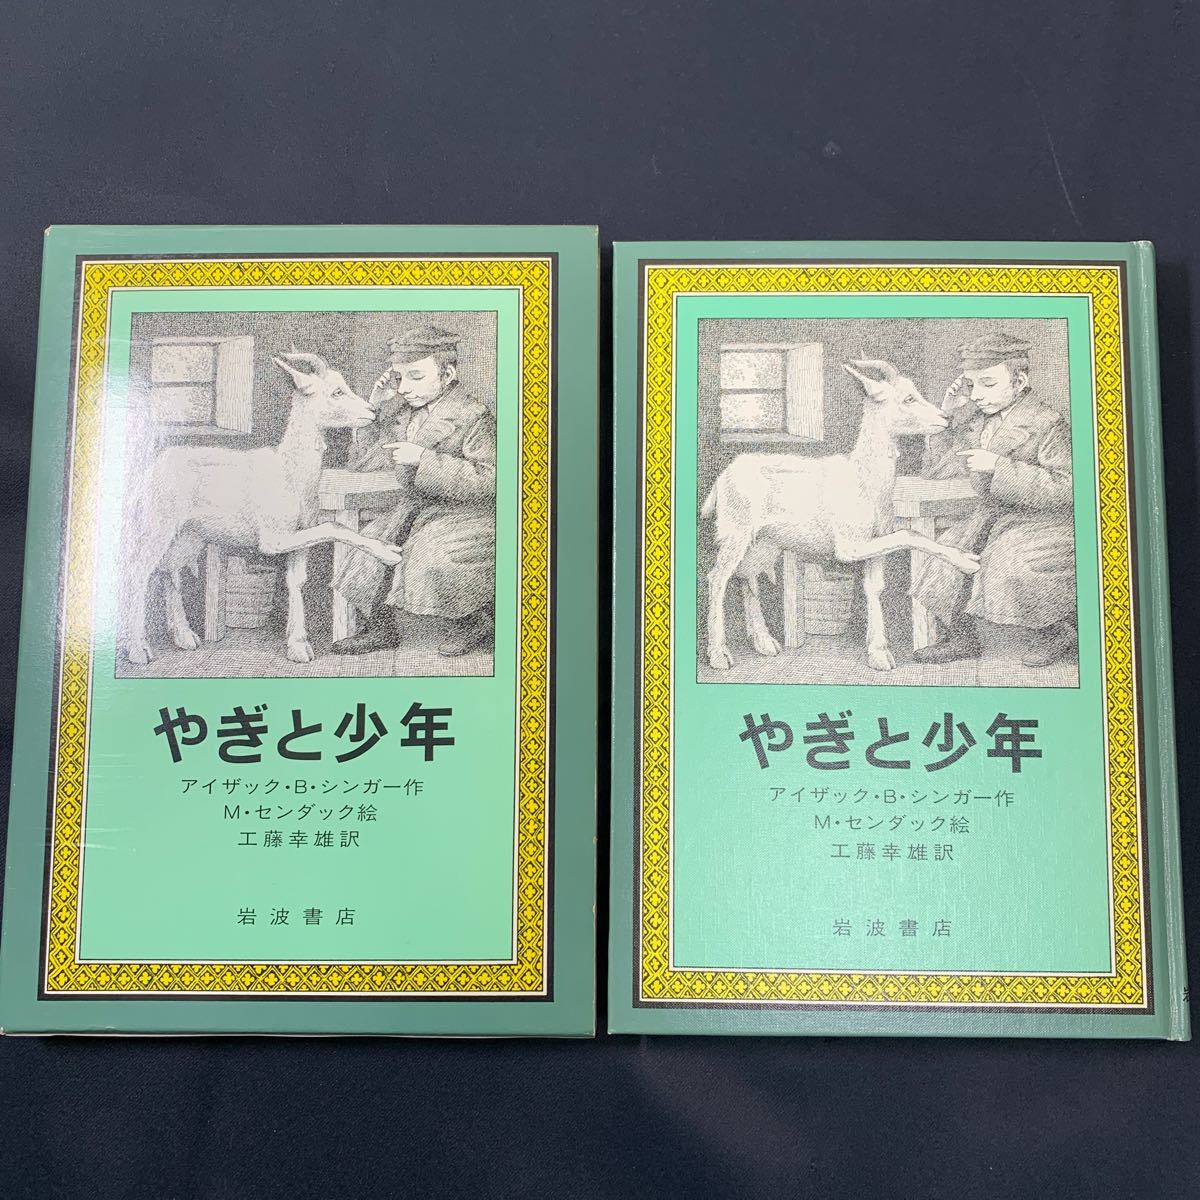 やぎと少年
アイザック・B・シンガー作
M・センダック絵
工藤幸雄訳
岩波書店
やぎと少年
アイザック・B・シンガー作
M・センダック絵
工藤幸雄訳
岩波書店